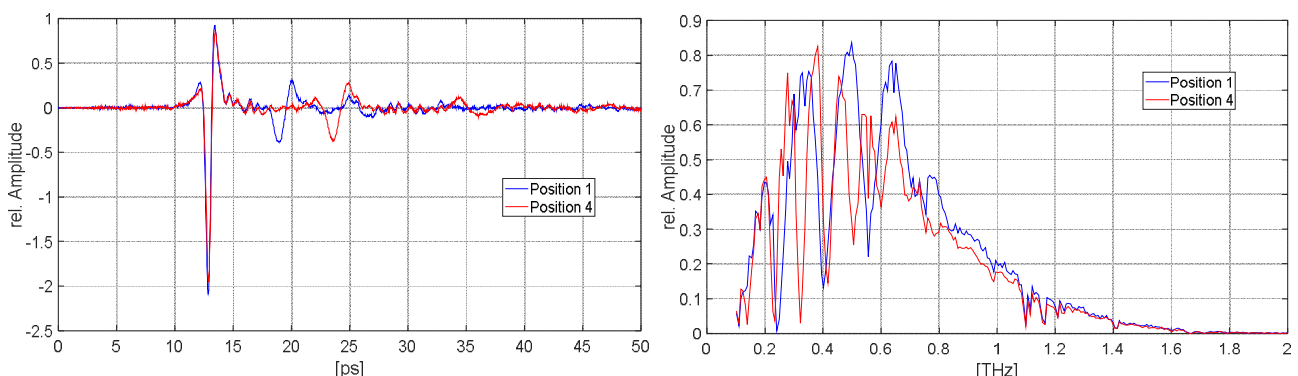 1
0.5
0
-0.5
-1
-1.5
-2
-2.5
rel. Amplitude
0 5 10 15 20 25 30 35 40 45 50
[ps]
Position 1
Position 4
0.9
0.8
0.7
0.6
0.5
0.4
0.3
0.2
0.1
0
rel. Amplitude
0 0.2 0.4 0.6 0.8 1 1.2 1.4 1.6 1.8 2
[THz]
Position 1
Position 4